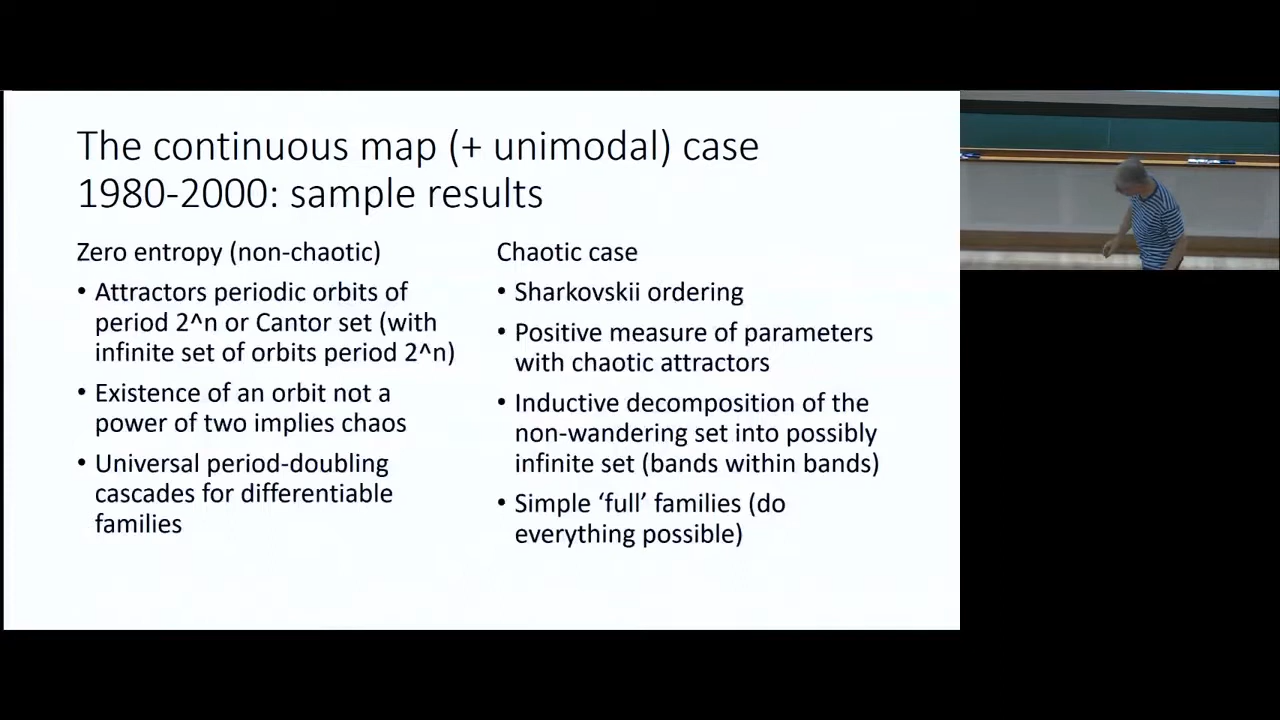 The continuous map (+ unimodal) case
1980-2000: sample results
Zero entropy (non-chaotic)
• Attractors periodic orbits of
period 2^n or Cantor set (with
infinite set of orbits period 2^n)
• Existence of an orbit not a
power of two implies chaos
• Universal period-doubling
cascades for differentiable
families
Chaotic case
• Sharkovskii ordering
• Positive measure of parameters
with chaotic attractors
• Inductive decomposition of the
non-wandering set into possibly
infinite set (bands within bands)
• Simple ‘full’ families (do
everything possible)